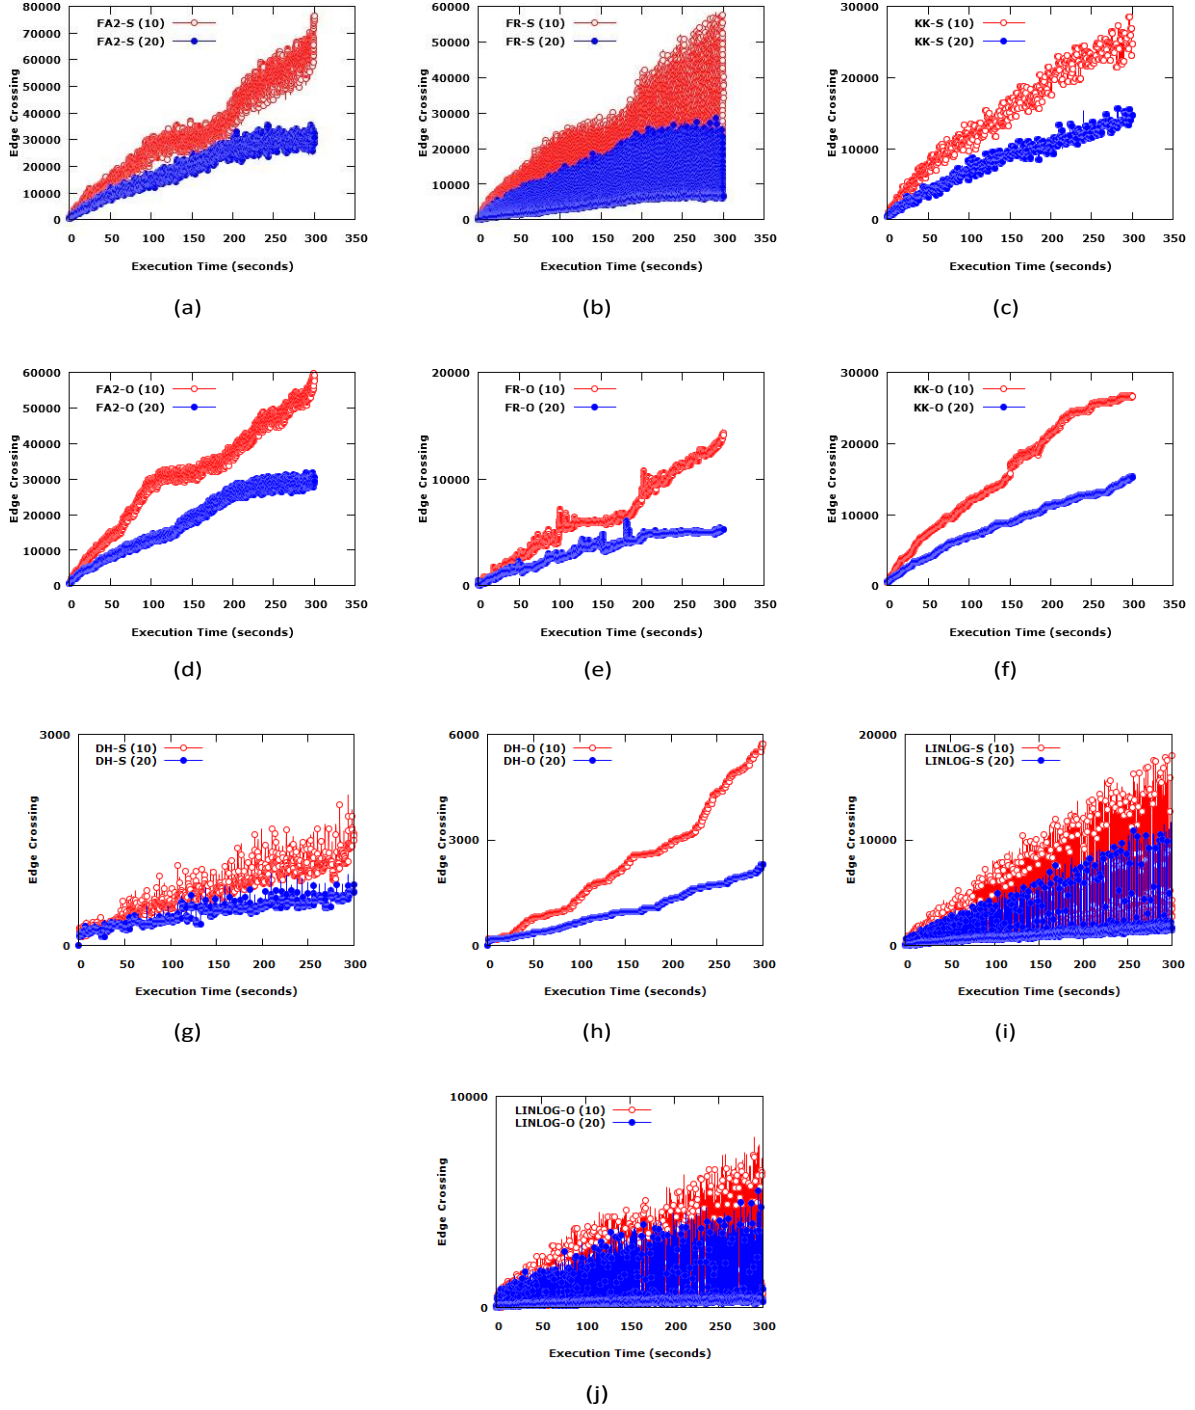 FA2-S (10)
FA2-S (20)
80000
70000
60000
50000
40000
30000
20000
10000
0
Edge Crossing
0 50 100 150 200 250 300 350
Execution Time (seconds)
(a)
FR-S (10)
FR-S (20)
60000
50000
40000
30000
20000
10000
0
Edge Crossing
0 50 100 150 200 250 300 350
Execution Time (seconds)
(b)
KK-S (10)
KK-S (20)
30000
20000
10000
0
Edge Crossing
0 50 100 150 200 250 300 350
Execution Time (seconds)
(c)
FA2-O (10)
FA2-O (20)
60000
50000
40000
30000
20000
10000
0
Edge Crossing
0 50 100 150 200 250 300 350
Execution Time (seconds)
(d)
FR-O (10)
FR-O (20)
20000
10000
0
Edge Crossing
0 50 100 150 200 250 300 350
Execution Time (seconds)
(e)
KK-O (10)
KK-O (20)
30000
20000
10000
0
Edge Crossing
0 50 100 150 200 250 300 350
Execution Time (seconds)
(f)
DH-S (10)
DH-S (20)
3000
0
Edge Crossing
0 50 100 150 200 250 300
Execution Time (seconds)
(g)
DH-O (10)
DH-O (20)
6000
3000
0
Edge Crossing
0 50 100 150 200 250 300
Execution Time (seconds)
(h)
LINLOG-S (10)
LINLOG-S (20)
20000
10000
0
Edge Crossing
0 50 100 150 200 250 300
Execution Time (seconds)
(i)
LINLOG-O (10)
LINLOG-O (20)
10000
0
Edge Crossing
0 50 100 150 200 250 300
Execution Time (seconds)
(j)